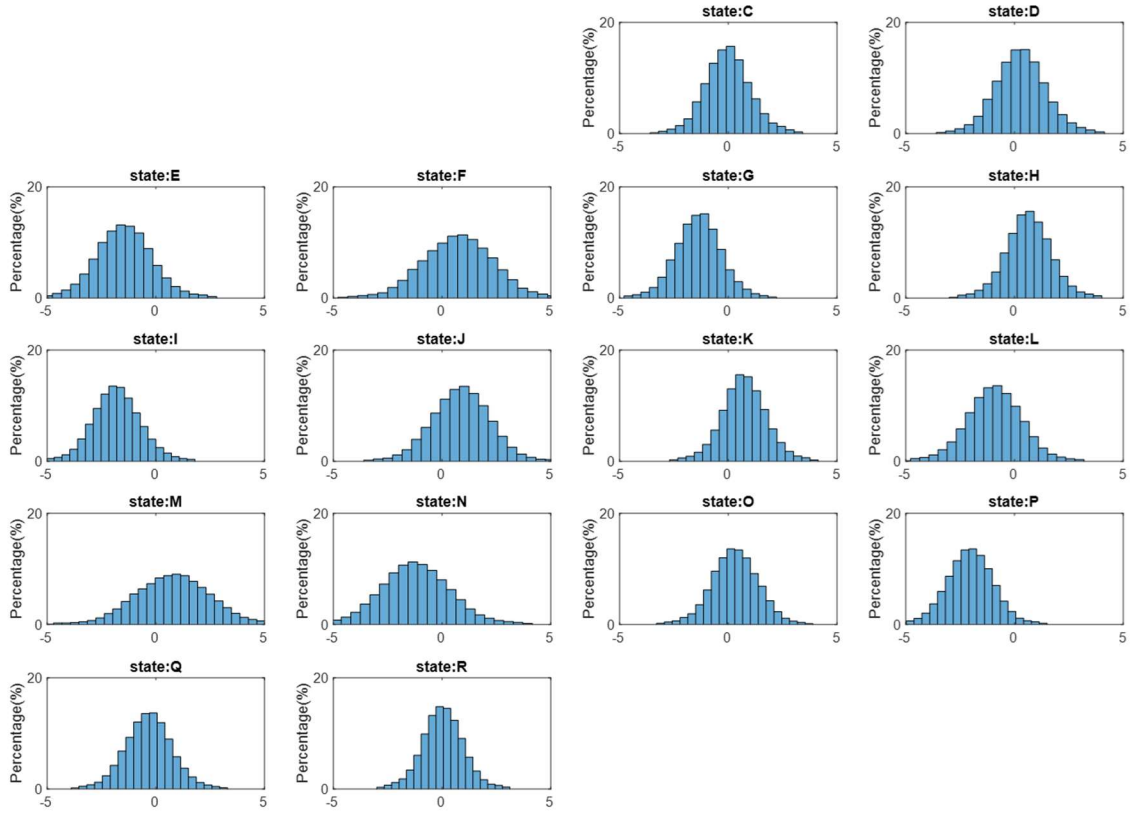 state:C
20
Percentage(%)
0
-5 0 5
state:D
20
Percentage(%)
0
-5 0 5
state:E
20
Percentage(%)
0
-5 0 5
state:F
20
Percentage(%)
0
-5 0 5
state:G
20
Percentage(%)
0
-5 0 5
state:H
20
Percentage(%)
0
-5 0 5
state:I
20
Percentage(%)
0
-5 0 5
state:J
20
Percentage(%)
0
-5 0 5
state:K
20
Percentage(%)
0
-5 0 5
state:L
20
Percentage(%)
0
-5 0 5
state:M
20
Percentage(%)
0
-5 0 5
state:N
20
Percentage(%)
0
-5 0 5
state:O
20
Percentage(%)
0
-5 0 5
state:P
20
Percentage(%)
0
-5 0 5
state:Q
20
Percentage(%)
0
-5 0 5
state:R
20
Percentage(%)
0
-5 0 5